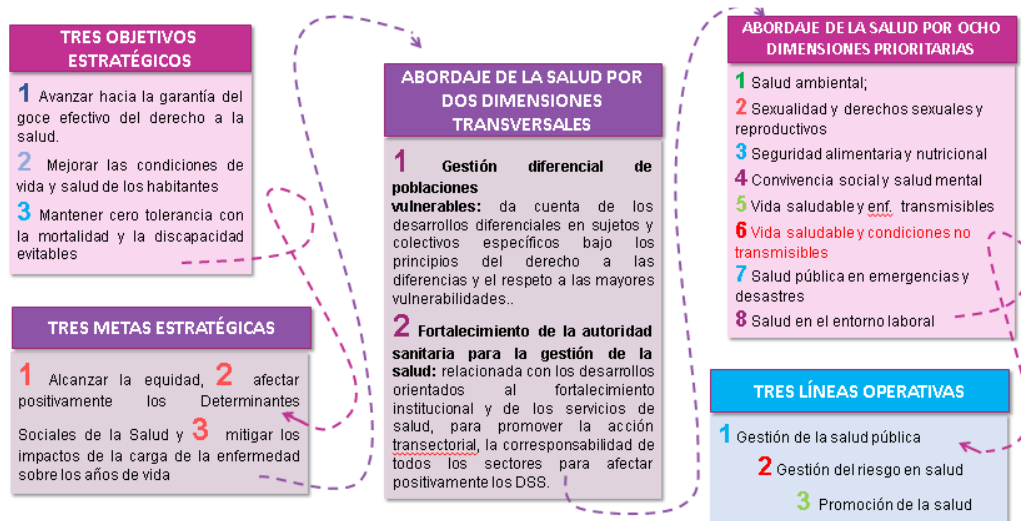 TRES OBJETIVOS
ESTRATÉGICOS
1 Avanzar hacia la garantía del
goce efectivo del derecho a la
salud.
2 Mejorar las condiciones de
vida y salud de los habitantes
3 Mantener cero tolerancia con
la mortalidad y la discapacidad
evitables
TRES METAS ESTRATÉGICAS
1 Alcanzar la equidad, 2 afectar
positivamente los Determinantes
Sociales de la Salud y 3 mitigar los
impactos de la carga de la enfermedad
sobre los años de vida
ABORDAJE DE LA SALUD POR
DOS DIMENSIONES
TRANSVERSALES
1 Gestión diferencial de
poblaciones
vulnerables: da cuenta de los
desarrollos diferenciales en sujetos y
colectivos específicos bajo los
principios del derecho a las
diferencias y el respeto a las mayores
vulnerabilidades..
2 Fortalecimiento de la autoridad
sanitaria para la gestión de la
salud: relacionada con los desarrollos
orientados al fortalecimiento
institucional y de los servicios de
salud, para promover la acción
transectorial, la corresponsabilidad de
todos los sectores para afectar
positivamente los DSS.
ABORDAJE DE LA SALUD POR OCHO
DIMENSIONES PRIORITARIAS
1 Salud ambiental;
2 Sexualidad y derechos sexuales y
reproductivos
3 Seguridad alimentaria y nutricional
4 Convivencia social y salud mental
5 Vida saludable y enf. transmisibles
6 Vida saludable y condiciones no
transmisibles
7 Salud pública en emergencias y
desastres
8 Salud en el entorno laboral
TRES LÍNEAS OPERATIVAS
1 Gestión de la salud pública
2 Gestión del riesgo en salud
3 Promoción de la salud